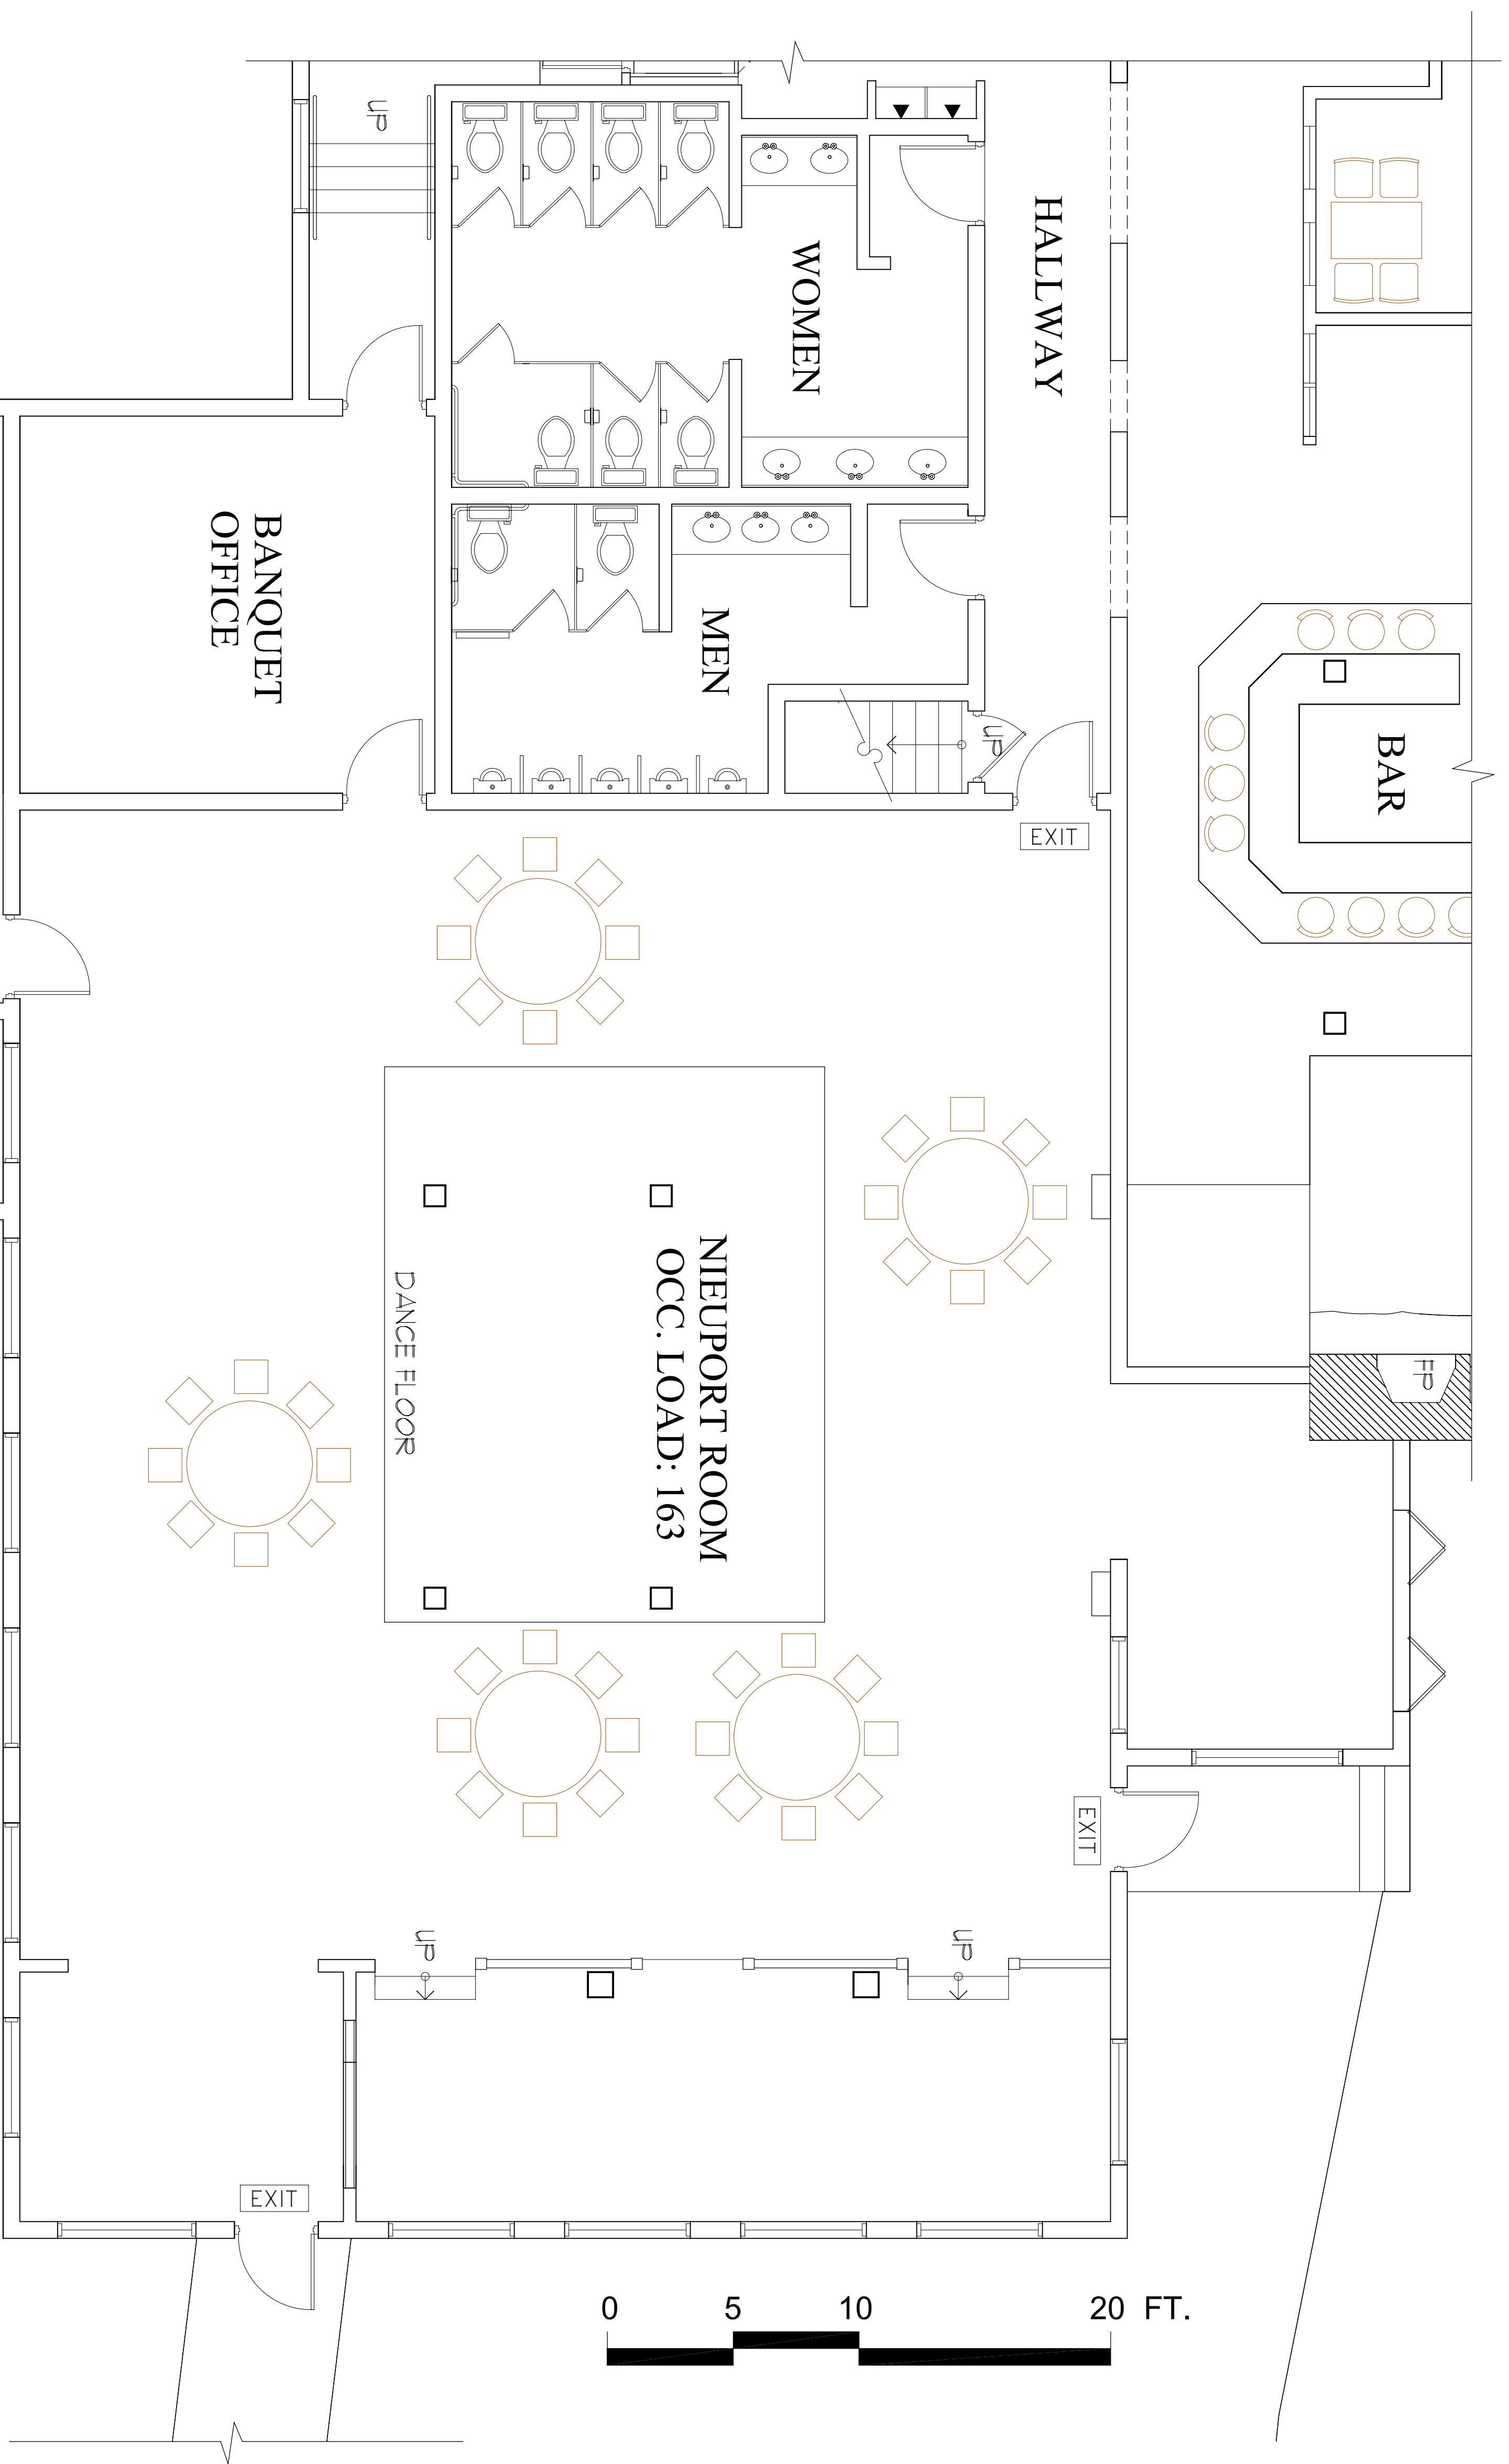 UP
HALLWAY
WOMEN
BANQUET
OFFICE
MEN
UP
BAR
EXIT
NIEUPORT ROOM
OCC. LOAD: 163
DANCE FLOOR
FP
EXIT
UP
UP
EXIT
0 5 10 20 FT.